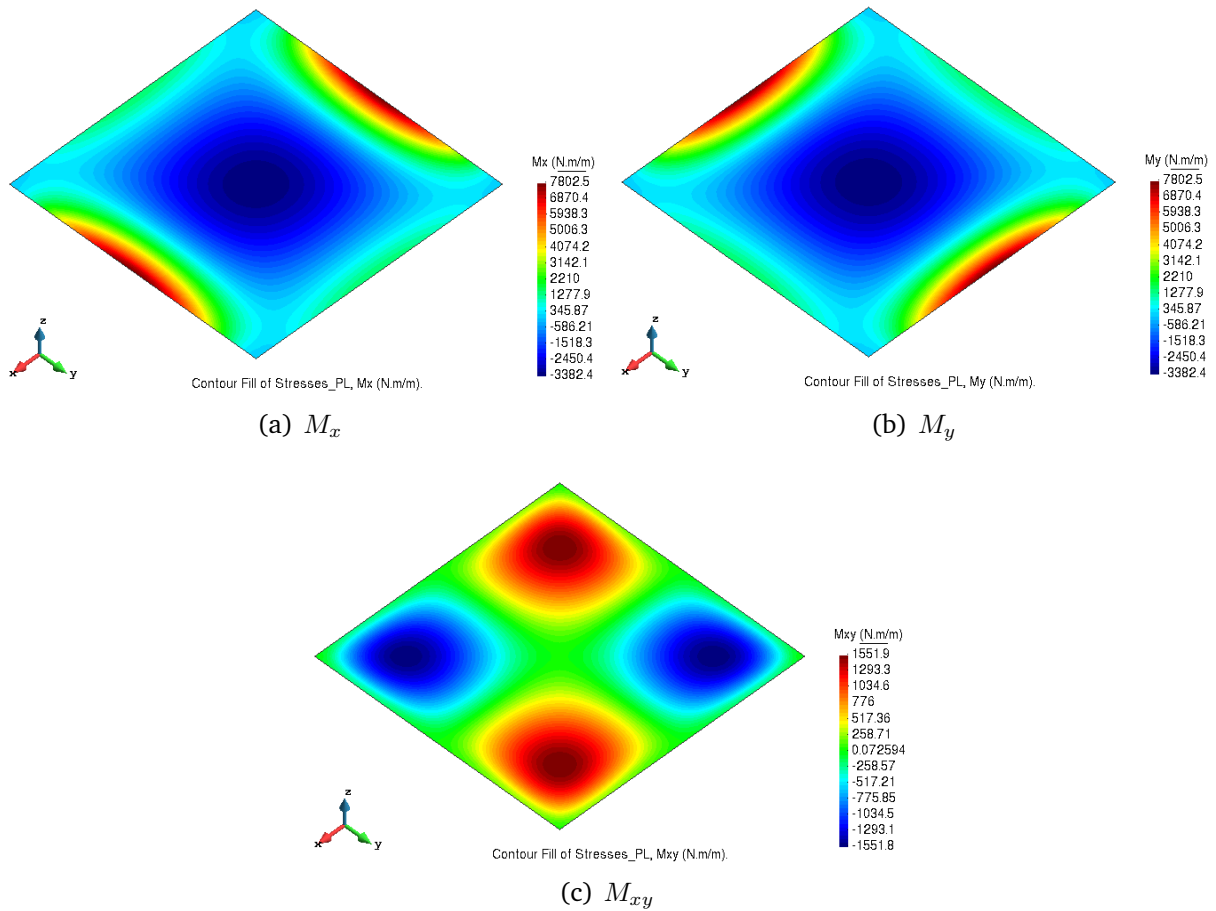 Mx (N.m/m)
7802.5
6870.4
5938.3
5006.3
4074.2
3142.1
2210
1277.9
345.87
-586.21
-1518.3
-2450.4
-3382.4
z
x
y
Contour Fill of Stresses_PL, Mx (N.m/m).
(a) Mx
My (N.m/m)
7802.5
6870.4
5938.3
5006.3
4074.2
3142.1
2210
1277.9
345.87
-586.21
-1518.3
-2450.4
-3382.4
z
x
y
Contour Fill of Stresses_PL, My (N.m/m).
(b) My
Mxy (N.m/m)
1551.9
1293.3
1034.6
776
517.36
258.71
0.072594
-258.57
-517.21
-775.85
-1034.5
-1293.1
-1551.8
z
x
y
Contour Fill of Stresses_PL, Mxy (N.m/m).
(c) Mxy